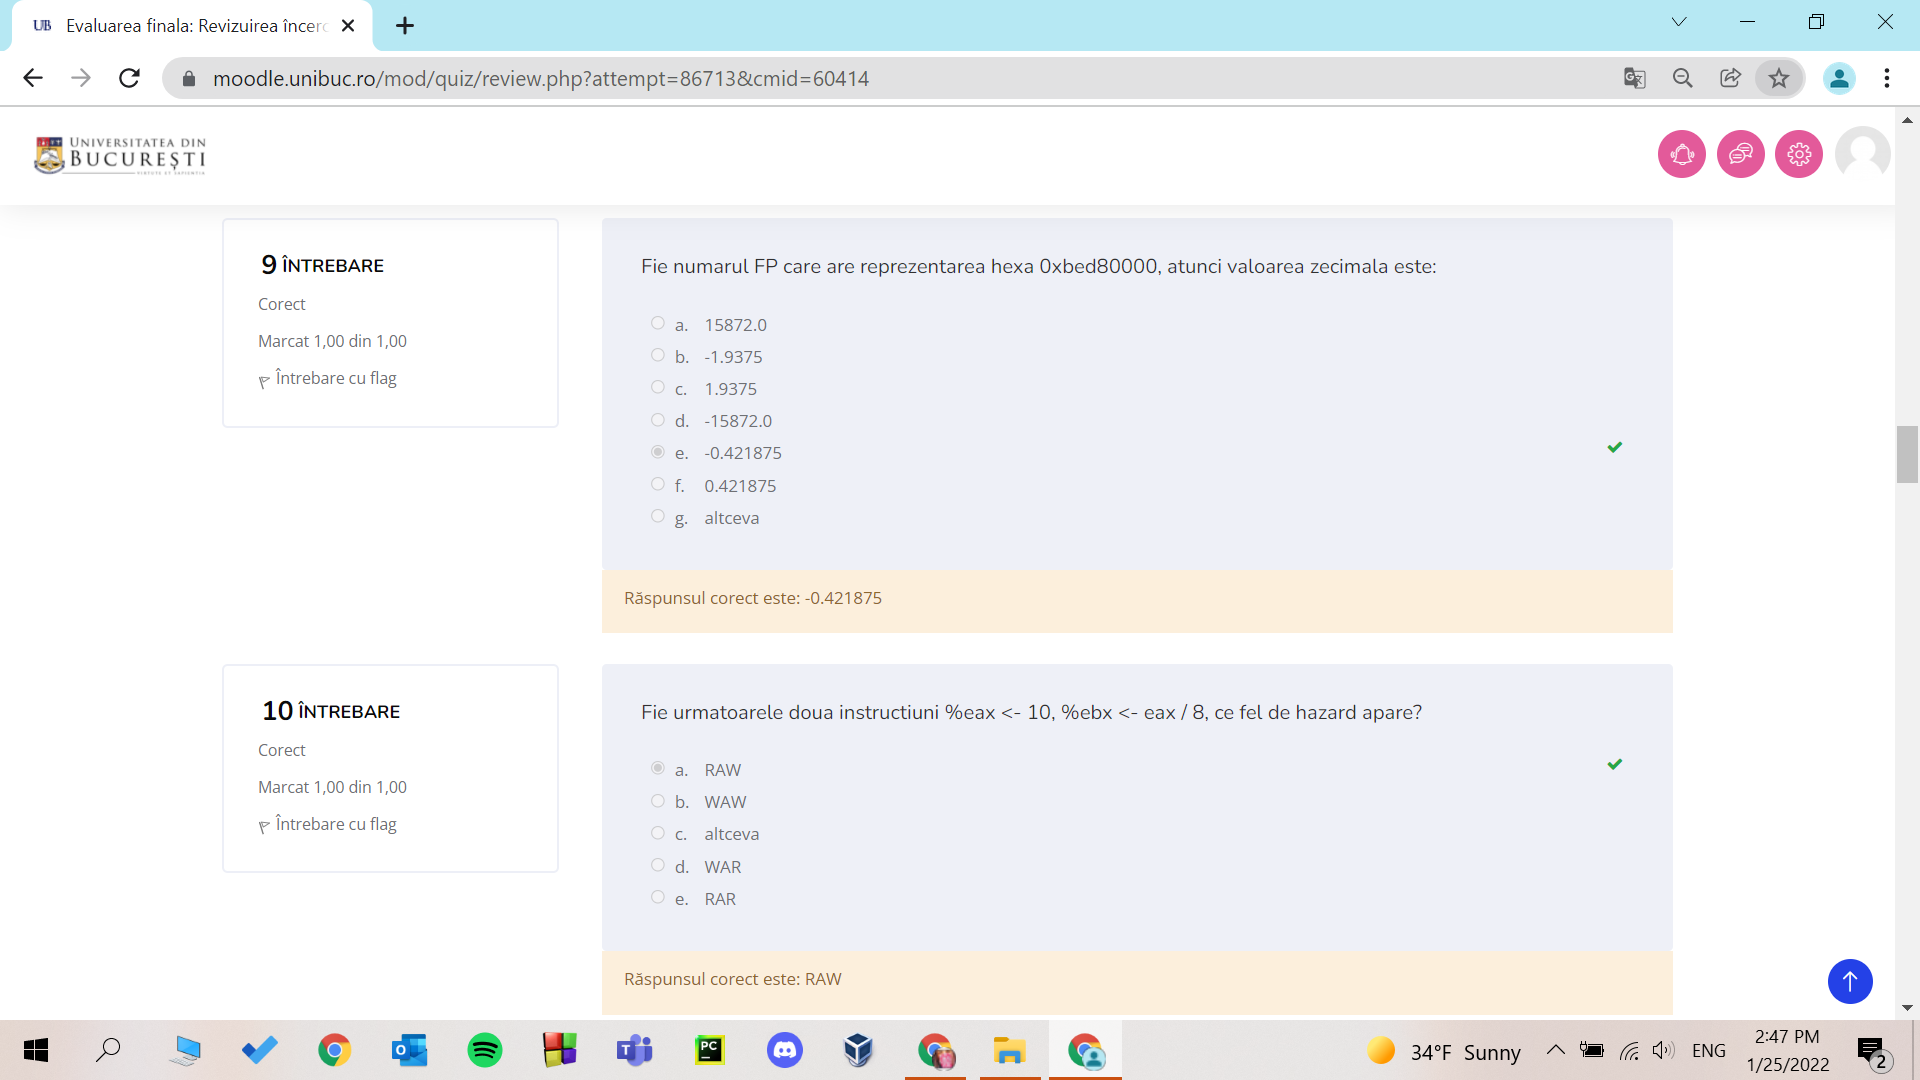 UB Evaluarea finala: Revizuirea încer
moodle.unibuc.ro/mod/quiz/review.php?attempt=86713&cmid=60414
UNIVERSITATEA DIN
BUCUREȘTI
VIRTUTE ET SAPIENTIA
9 ÎNTREBARE
Corect
Marcat 1,00 din 1,00
Întrebare cu flag
Fie numarul FP care are reprezentarea hexa 0xbed80000, atunci valoarea zecimala este:
a. 15872.0
b. -1.9375
c. 1.9375
d. -15872.0
e. -0.421875
f. 0.421875
g. altceva
Răspunsul corect este: -0.421875
10 ÎNTREBARE
Corect
Marcat 1,00 din 1,00
Întrebare cu flag
Fie urmatoarele doua instructiuni %eax <- 10, %ebx <- eax / 8, ce fel de hazard apare?
a. RAW
b. WAW
c. altceva
d. WAR
e. RAR
Răspunsul corect este: RAW
34°F Sunny
ENG
2:47 PM
1/25/2022
2